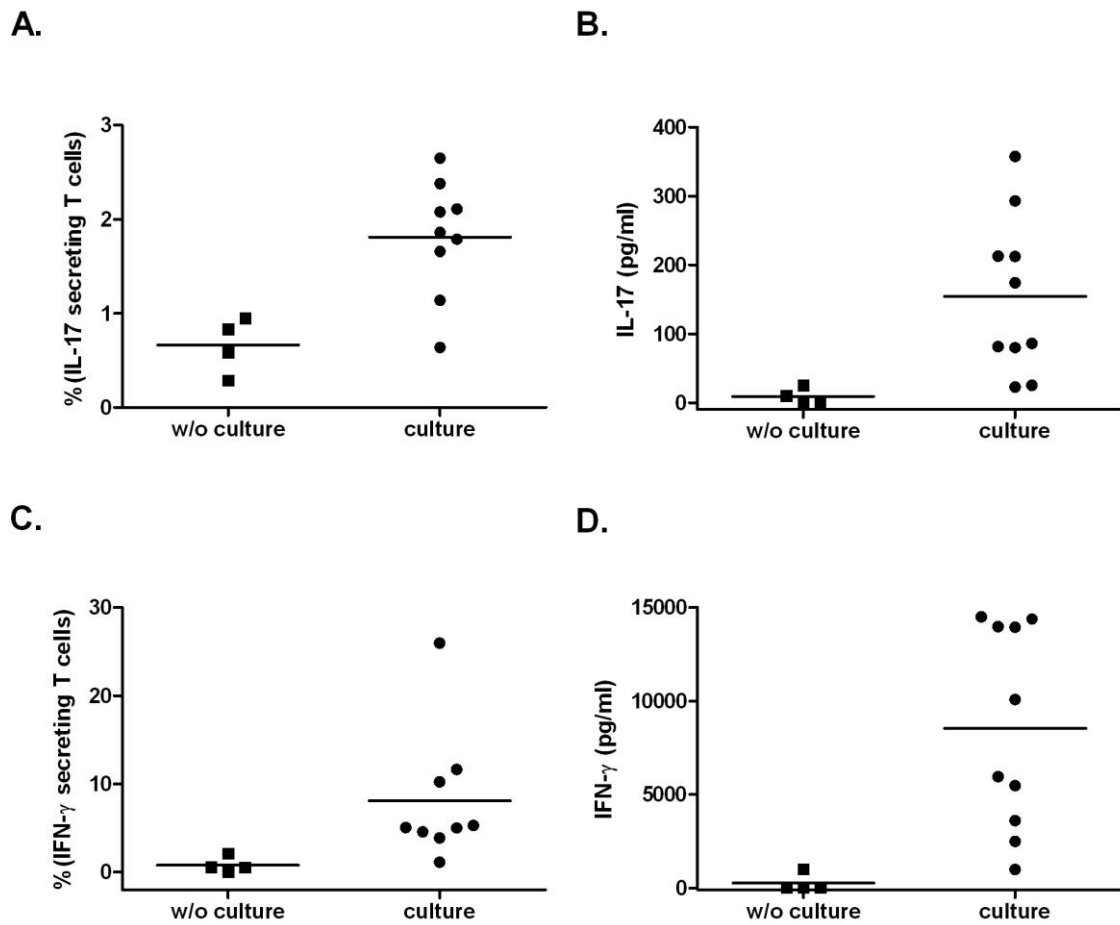 A.
% (IL-17 secreting T cells)
3
2
1
0
w/o culture
culture
B.
IL-17 (pg/ml)
400
300
200
100
0
w/o culture
culture
C.
% (IFN-γ secreting T cells)
30
20
10
0
w/o culture
culture
D.
IFN-γ (pg/ml)
15000
10000
5000
0
w/o culture
culture